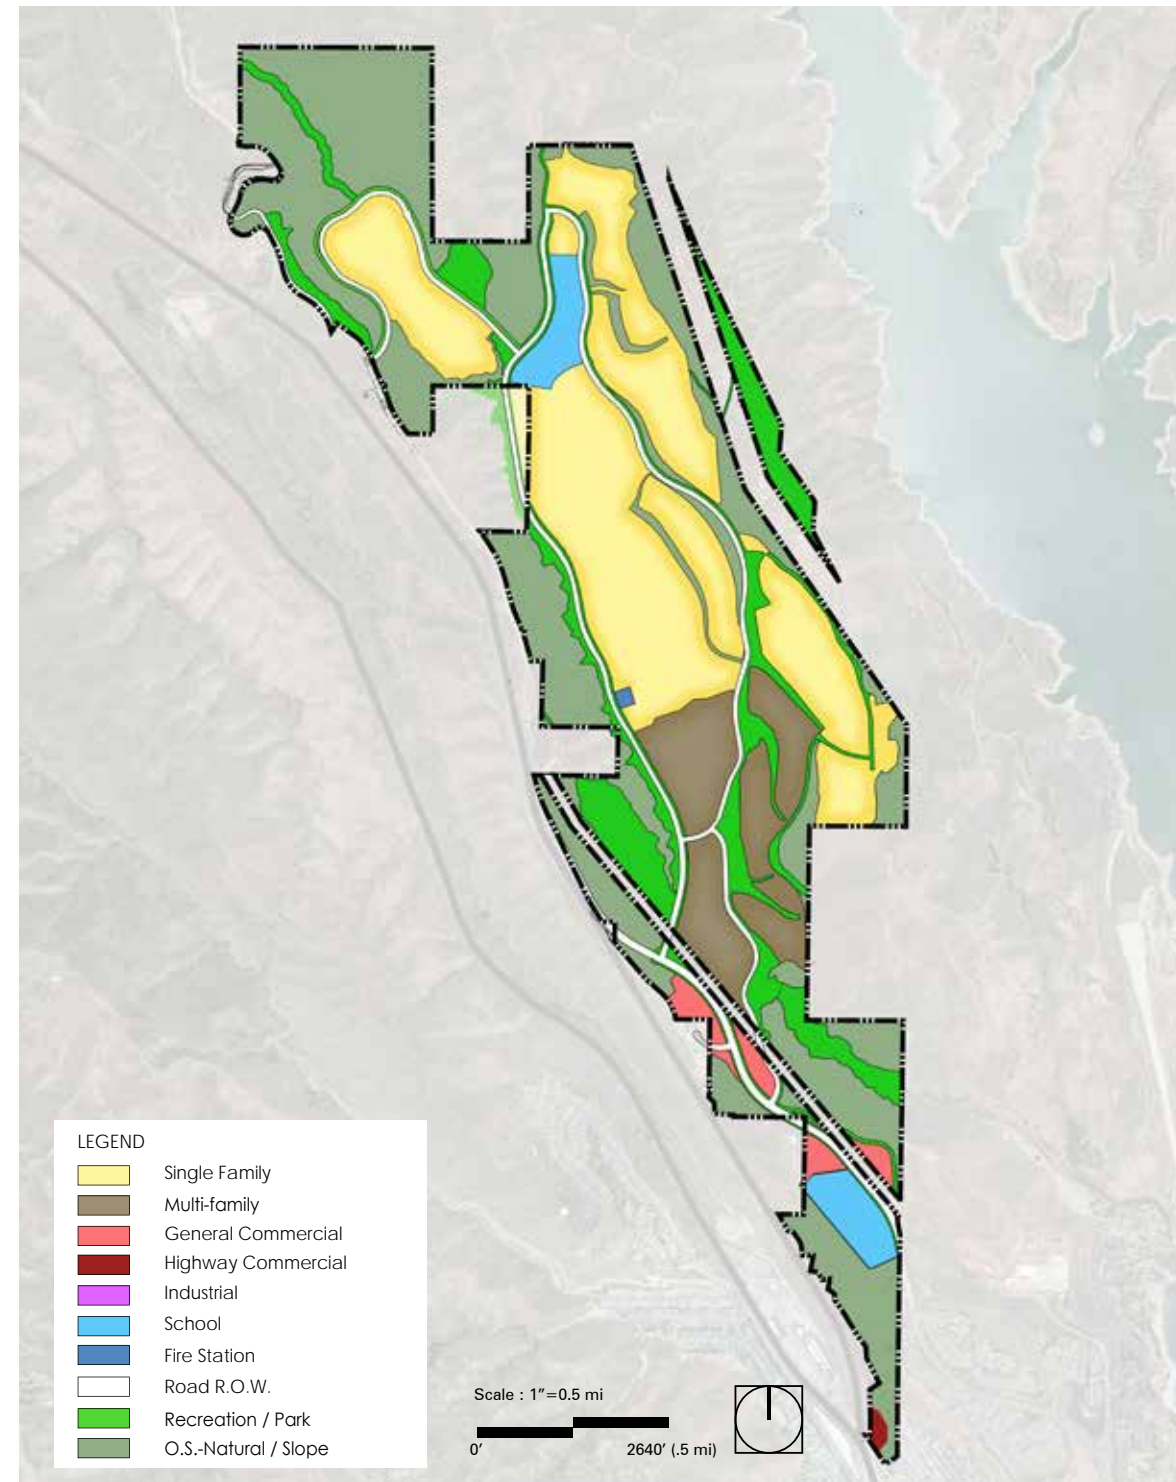 LEGEND
Single Family
Multi-family
General Commercial
Highway Commercial
Industrial
School
Fire Station
Road R.O.W.
Recreation / Park
O.S.-Natural / Slope
Scale : 1"=0.5 mi
0' 2640' (.5 mi)